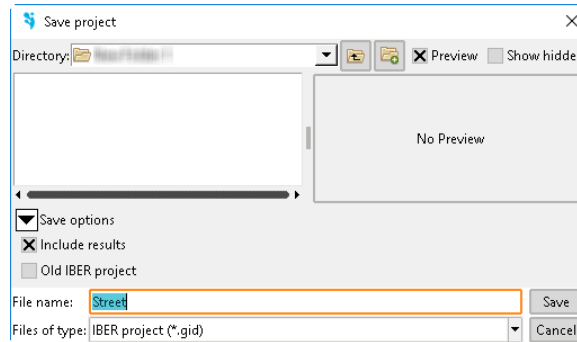 Save project
Directory: Preview Show hidde
No Preview
Save options
Include results
Old IBER project
File name: Street Save
Files of type: IBER project (*.gid) Cancel